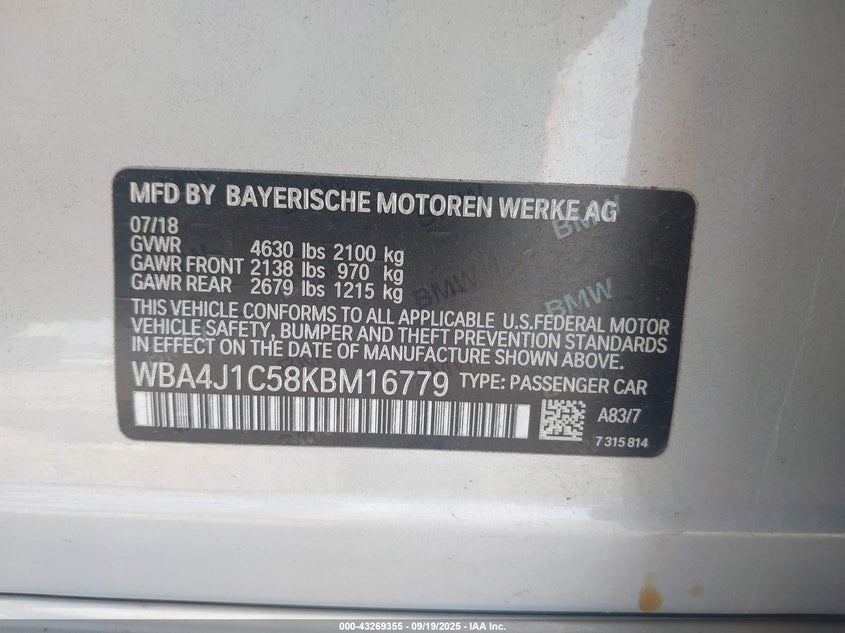 MFD BY BAYERISCHE MOTOREN WERKE AG
07/18
GVWR 4630 lbs 2100 kg
GAWR FRONT 2138 lbs 970 kg
GAWR REAR 2679 lbs 1215 kg
THIS VEHICLE CONFORMS TO ALL APPLICABLE U.S.FEDERAL MOTOR
VEHICLE SAFETY, BUMPER AND THEFT PREVENTION STANDARDS
IN EFFECT ON THE DATE OF MANUFACTURE SHOWN ABOVE.
WBA4J1C58KBM16779 TYPE: PASSENGER CAR
A83/7
7 315 814
BMW
BMW
BMW
000-43269355 - 09/19/2025 - IAA Inc.